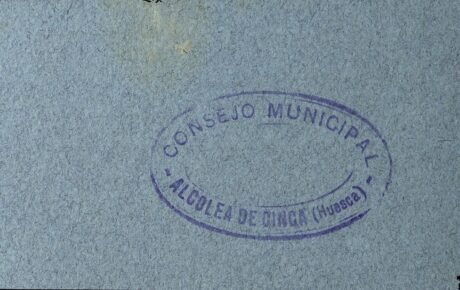 CONSEJO MUNICIPAL
- ALCOLEA DE CINCA (Huesca) -